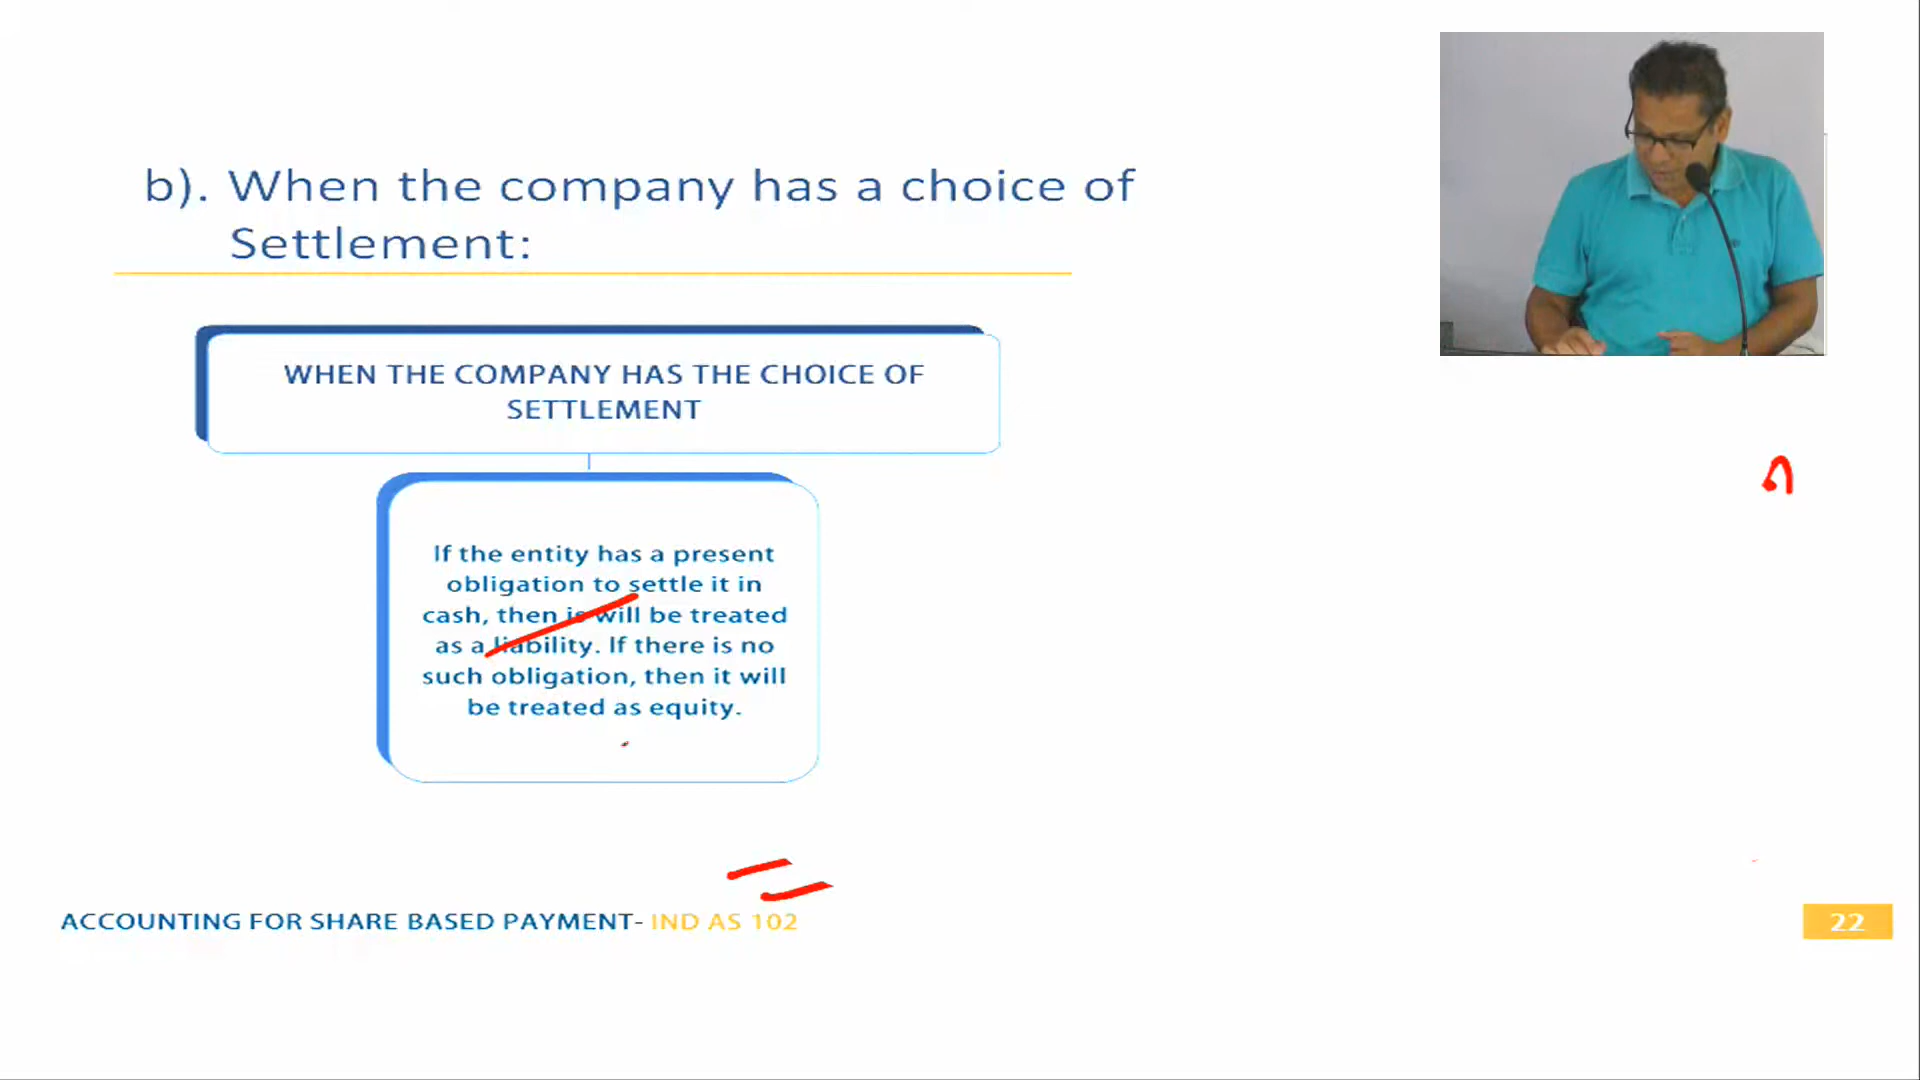 b). When the company has a choice of
Settlement:
WHEN THE COMPANY HAS THE CHOICE OF
SETTLEMENT
If the entity has a present
obligation to settle it in
cash, then is will be treated
as a liability. If there is no
such obligation, then it will
be treated as equity.
ACCOUNTING FOR SHARE BASED PAYMENT- IND AS 102
22